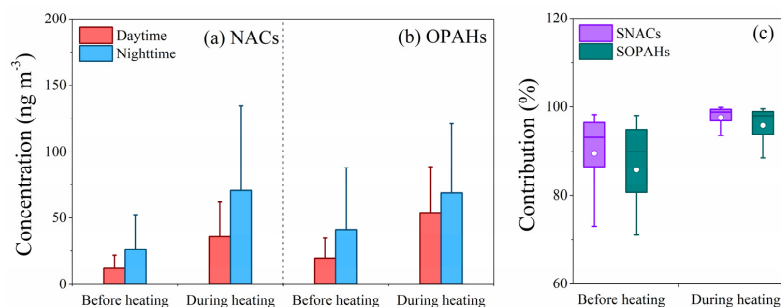 200
150
100
50
0
Concentration (ng m⁻³)
Daytime
Nighttime
(a) NACs
(b) OPAHs
Before heating
During heating
Before heating
During heating
120
100
80
60
Contribution (%)
SNACs
SOPAHs
(c)
Before heating
During heating